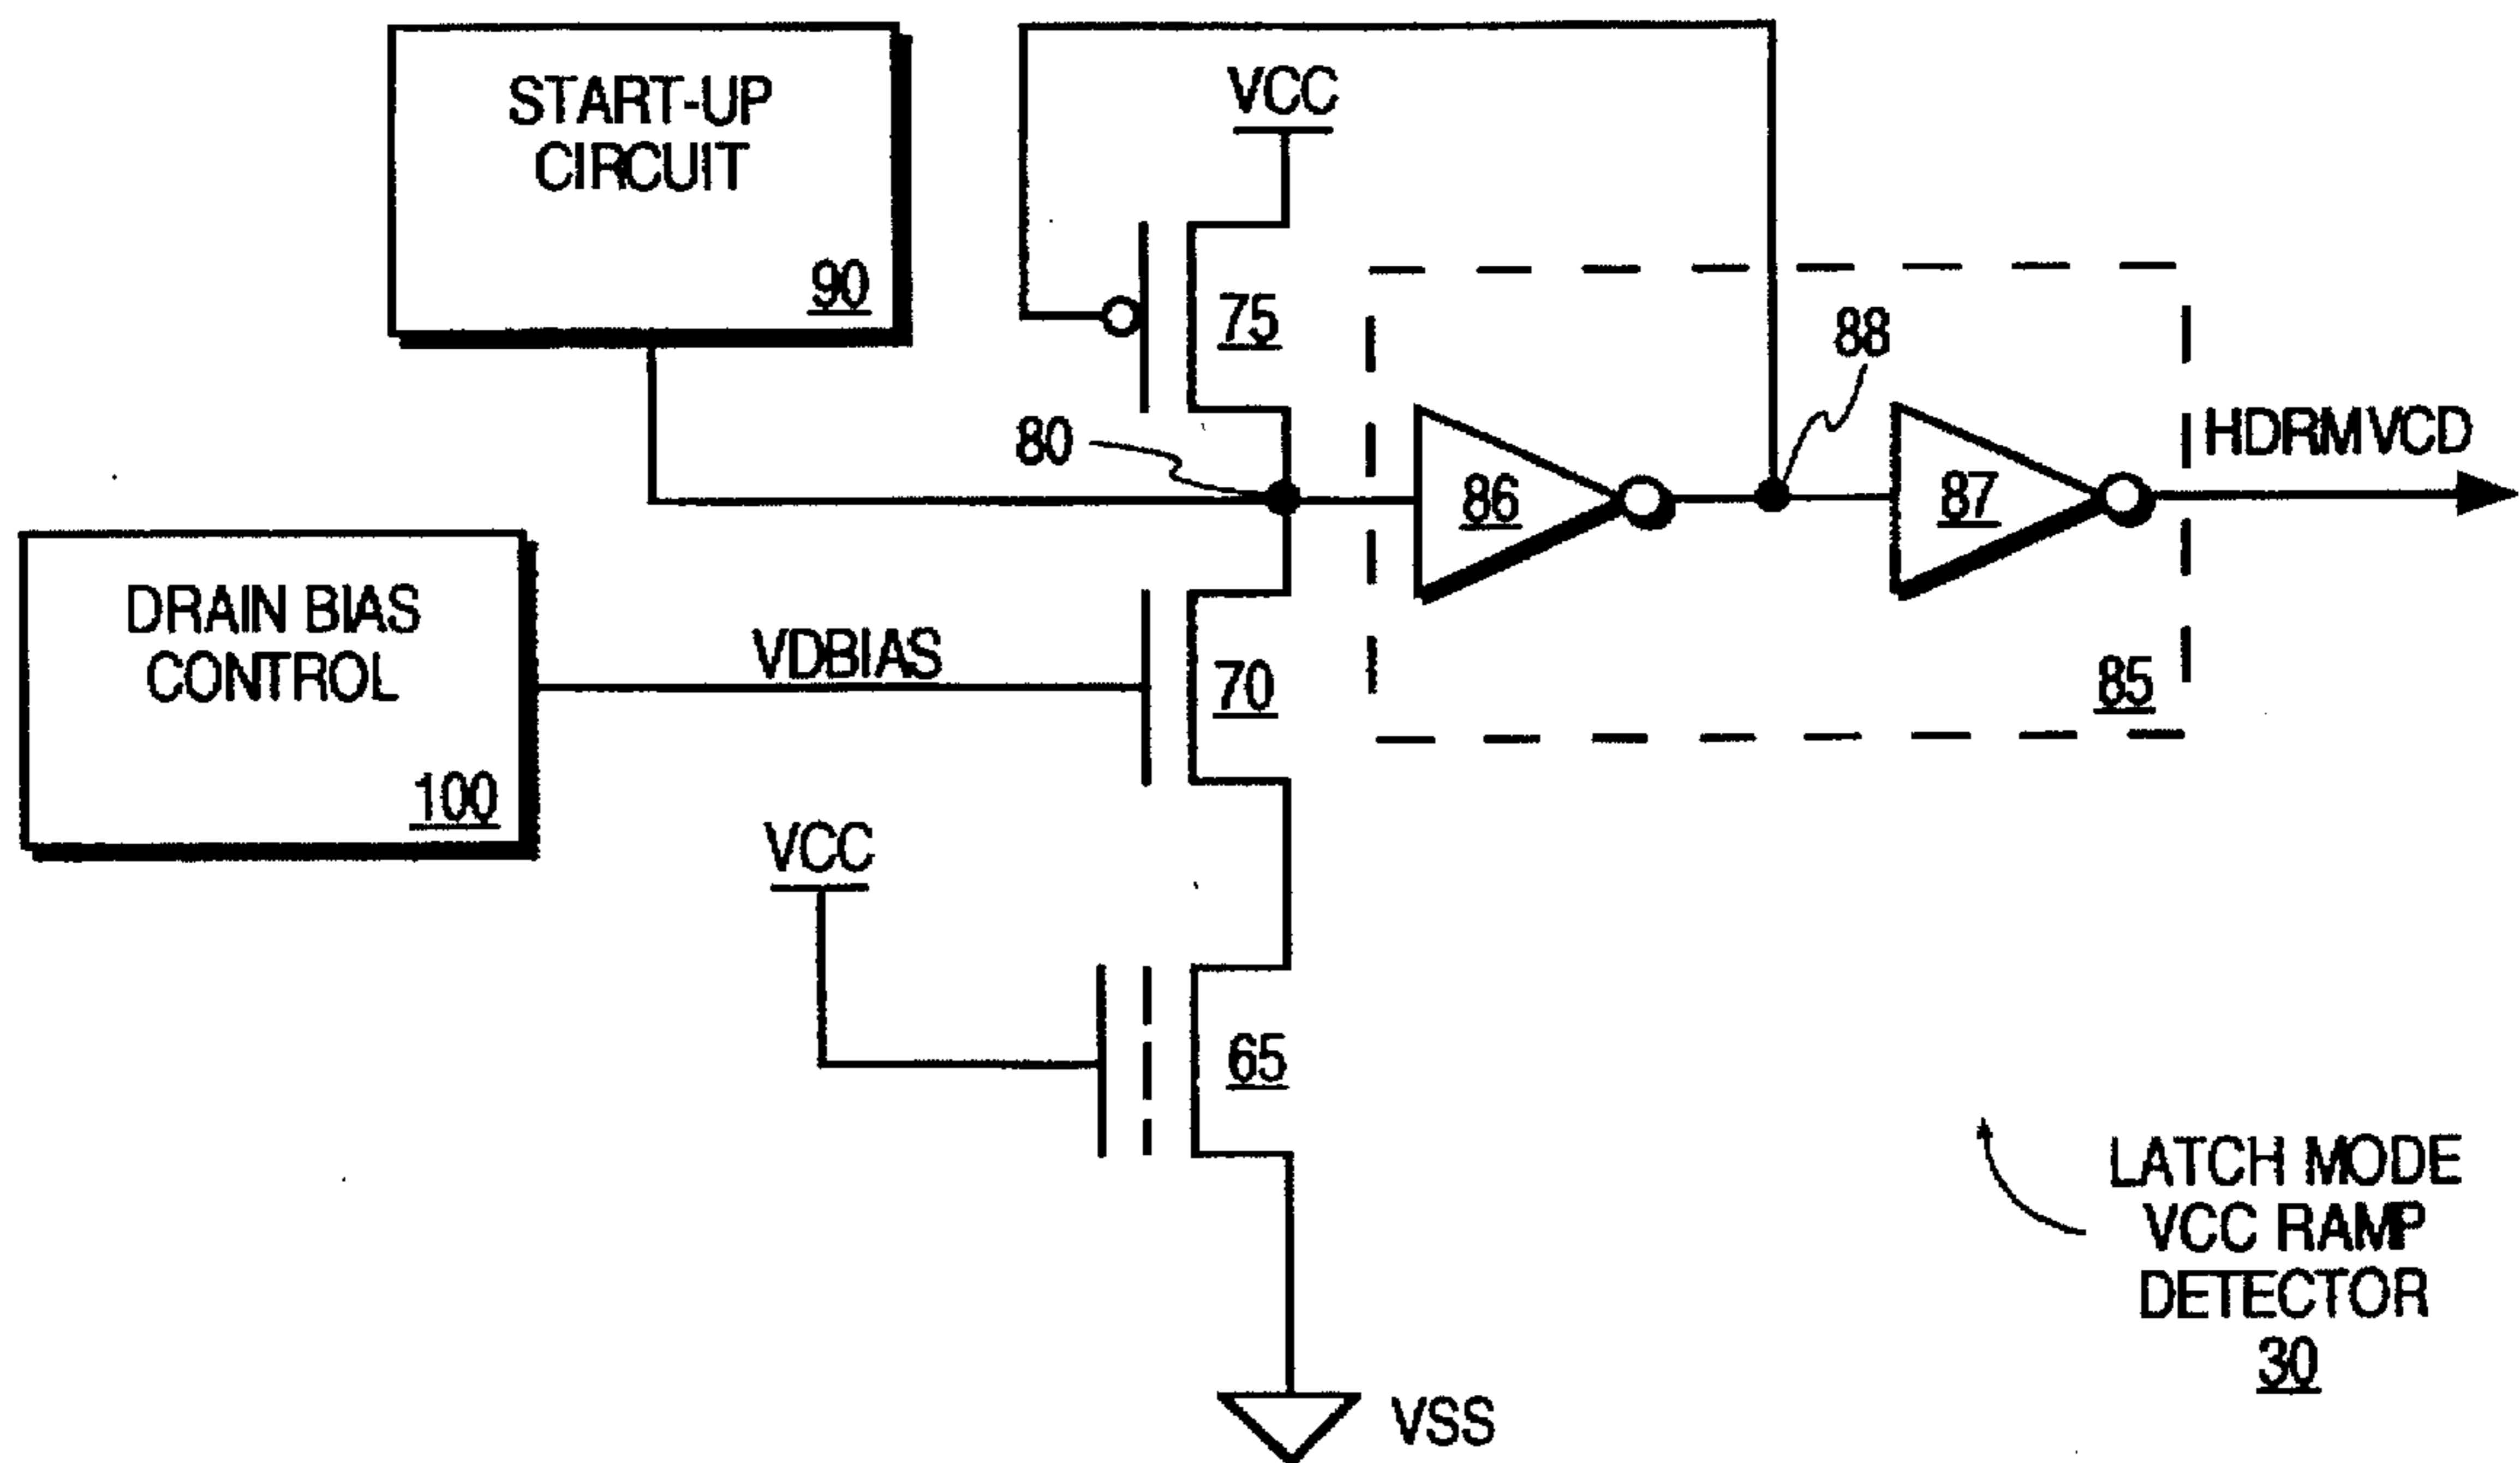 START-UP
CIRCUIT
90
VCC
75
88
80
86
87
HDRMVCD
DRAIN BIAS
CONTROL
100
VDBIAS
70
85
VCC
65
LATCH MODE
VCC RAMP
DETECTOR
30
VSS